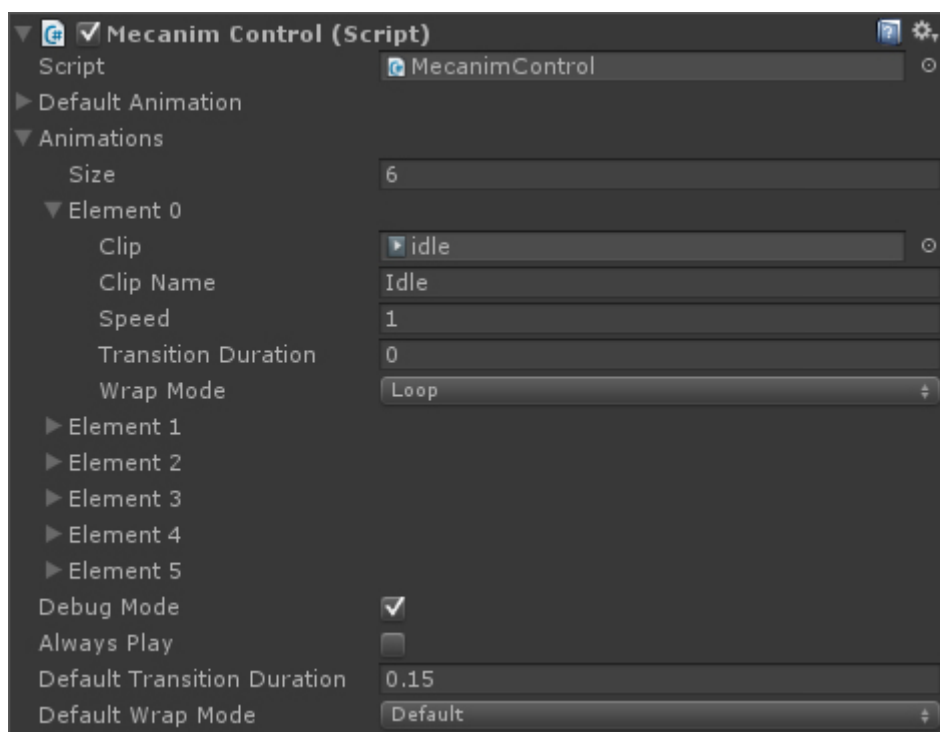 Mecanim Control (Script)
Script MecanimControl
Default Animation
Animations
Size 6
Element 0
Clip idle
Clip Name Idle
Speed 1
Transition Duration 0
Wrap Mode Loop
Element 1
Element 2
Element 3
Element 4
Element 5
Debug Mode
Always Play
Default Transition Duration 0.15
Default Wrap Mode Default